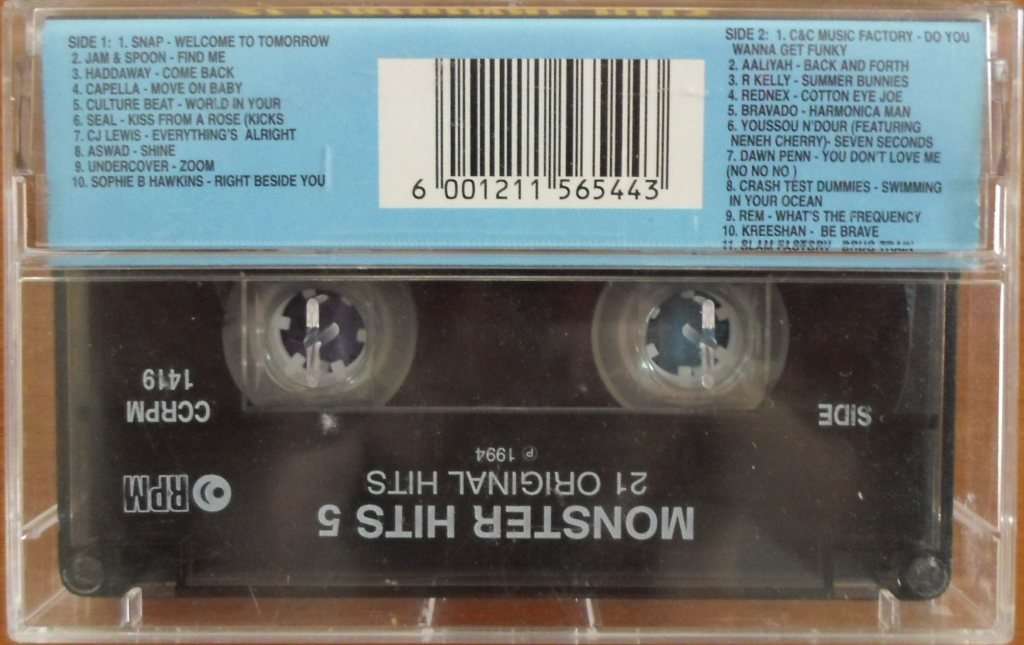 SIDE 1: 1. SNAP - WELCOME TO TOMORROW
2. JAM & SPOON - FIND ME
3. HADDAWAY - COME BACK
4. CAPELLA - MOVE ON BABY
5. CULTURE BEAT - WORLD IN YOUR
6. SEAL - KISS FROM A ROSE (KICKS
7. CJ LEWIS - EVERYTHING'S ALRIGHT
8. ASWAD - SHINE
9. UNDERCOVER - ZOOM
10. SOPHIE B HAWKINS - RIGHT BESIDE YOU
6 001211 565443
SIDE 2: 1. C&C MUSIC FACTORY - DO YOU
WANNA GET FUNKY
2. AALIYAH - BACK AND FORTH
3. R KELLY - SUMMER BUNNIES
4. REDNEX - COTTON EYE JOE
5. BRAVADO - HARMONICA MAN
6. YOUSSOU N'DOUR (FEATURING
NENEH CHERRY)- SEVEN SECONDS
7. DAWN PENN - YOU DON'T LOVE ME
(NO NO NO )
8. CRASH TEST DUMMIES - SWIMMING
IN YOUR OCEAN
9. REM - WHAT'S THE FREQUENCY
10. KREESHAN - BE BRAVE
11. SLAM
MONSTER HITS 5
21 ORIGINAL HITS
℗ 1994
RPM
SIDE
CCRPM
1419